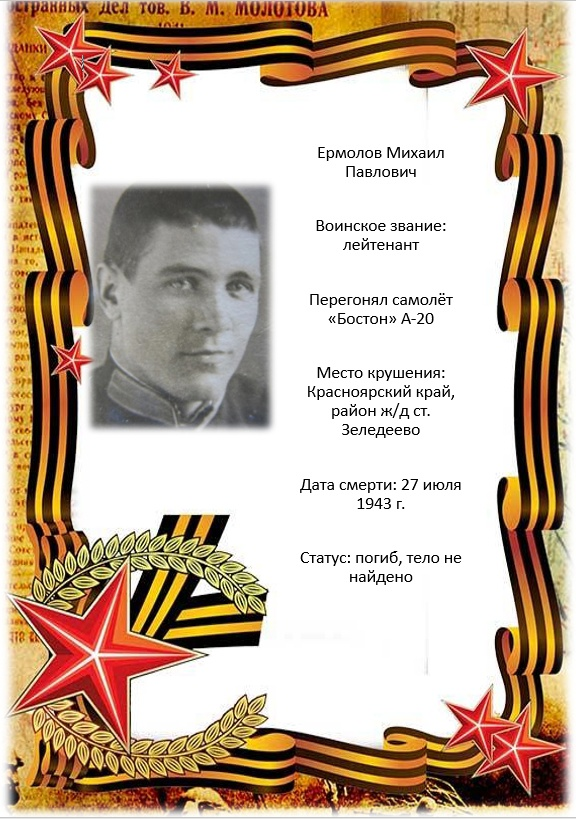 странных Дел тов. В. М. МОЛОТОВА
Ермолов Михаил
Павлович
Воинское звание:
лейтенант
Перегонял самолёт
«Бостон» А-20
Место крушения:
Красноярский край,
район ж/д ст.
Зеледеево
Дата смерти: 27 июля
1943 г.
Статус: погиб, тело не
найдено